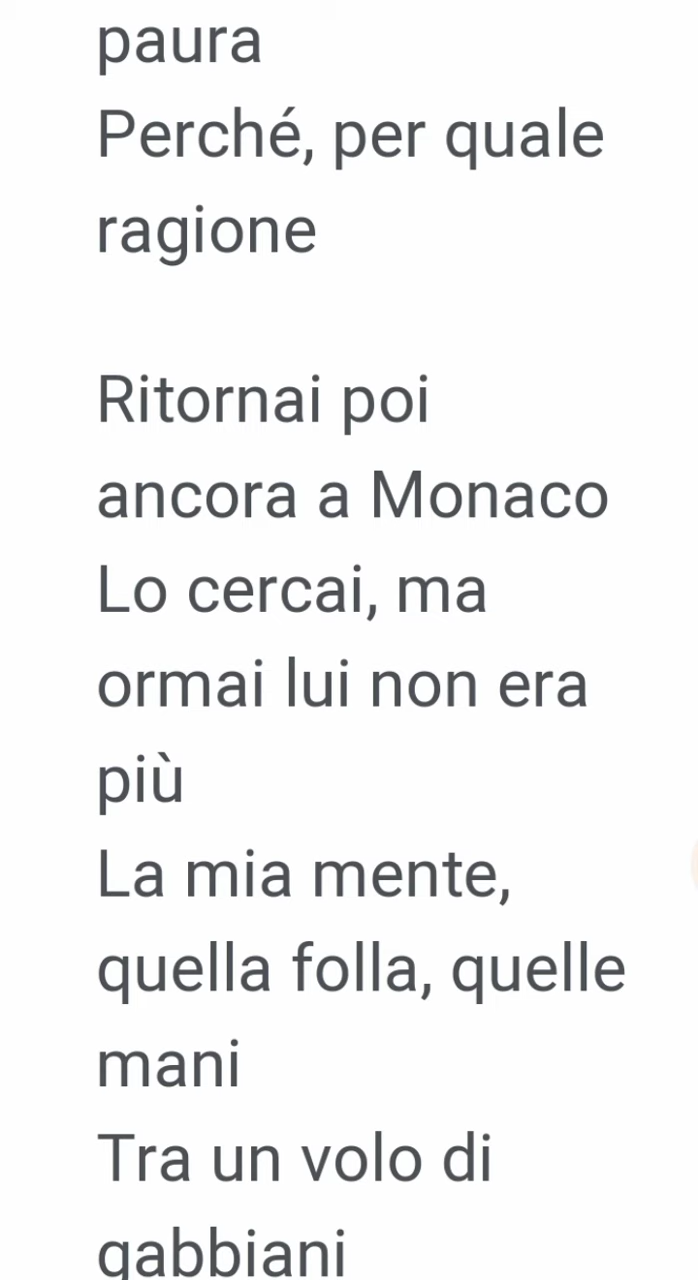 paura
Perché, per quale
ragione
Ritornai poi
ancora a Monaco
Lo cercai, ma
ormai lui non era
più
La mia mente,
quella folla, quelle
mani
Tra un volo di
gabbiani